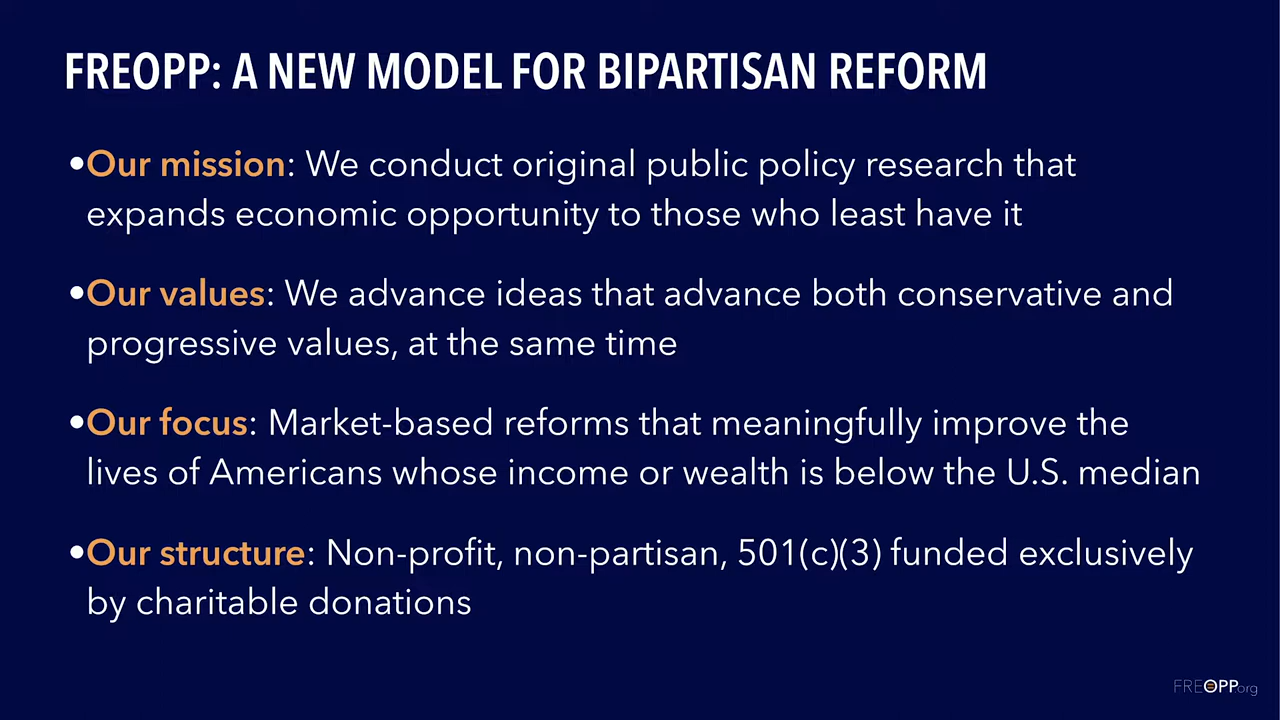 FREOPP: A NEW MODEL FOR BIPARTISAN REFORM
•Our mission: We conduct original public policy research that
expands economic opportunity to those who least have it
•Our values: We advance ideas that advance both conservative and
progressive values, at the same time
•Our focus: Market-based reforms that meaningfully improve the
lives of Americans whose income or wealth is below the U.S. median
•Our structure: Non-profit, non-partisan, 501(c)(3) funded exclusively
by charitable donations
FREOPP.org